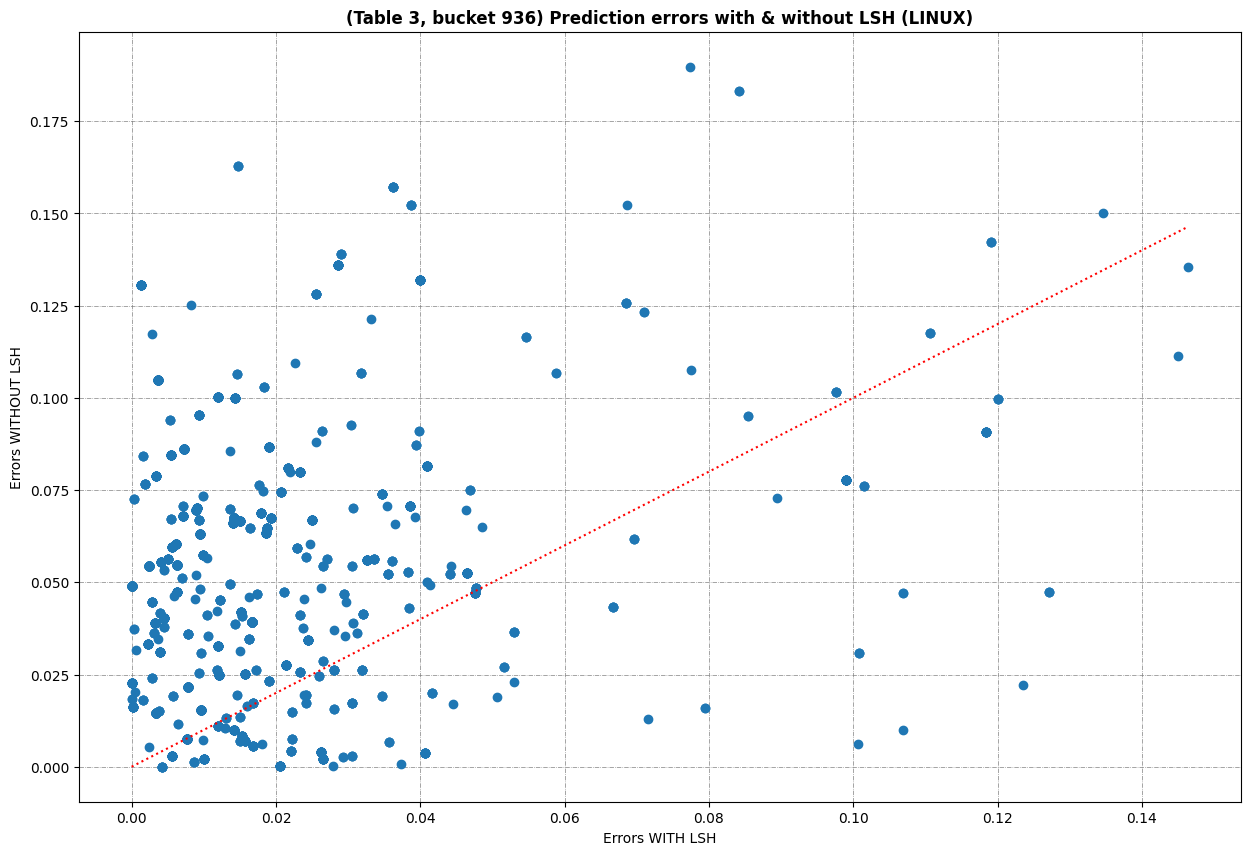 (Table 3, bucket 936) Prediction errors with & without LSH (LINUX)
Errors WITHOUT LSH
0.175
0.150
0.125
0.100
0.075
0.050
0.025
0.000
0.00 0.02 0.04 0.06 0.08 0.10 0.12 0.14
Errors WITH LSH